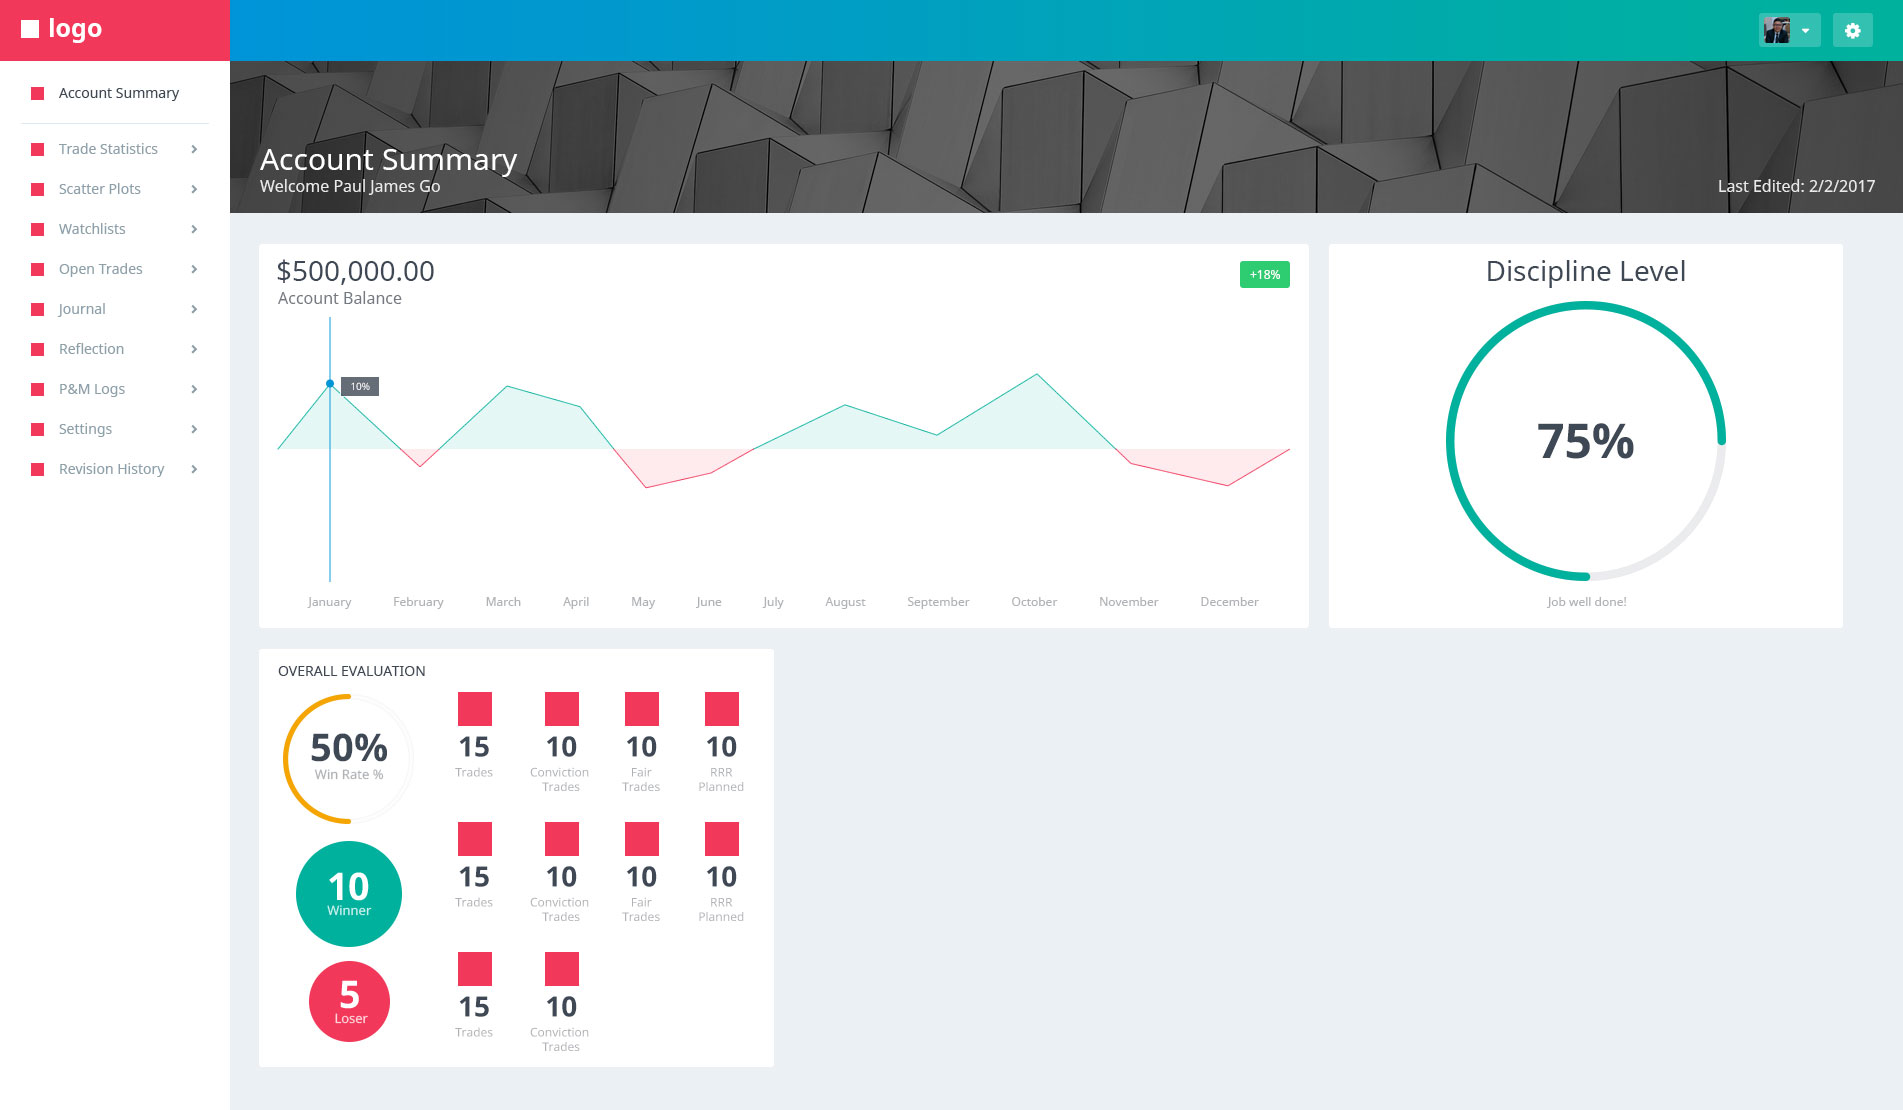 logo
Account Summary
Trade Statistics
Scatter Plots
Watchlists
Open Trades
Journal
Reflection
P&M Logs
Settings
Revision History
Account Summary
Welcome Paul James Go
Last Edited: 2/2/2017
$500,000.00
Account Balance
+18%
10%
January February March April May June July August September October November December
Discipline Level
75%
Job well done!
OVERALL EVALUATION
50%
Win Rate %
10
Winner
5
Loser
15 10 10 10
Trades Conviction Fair RRR
Trades Trades Planned
15 10 10 10
Trades Conviction Fair RRR
Trades Trades Planned
15 10
Trades Conviction
Trades